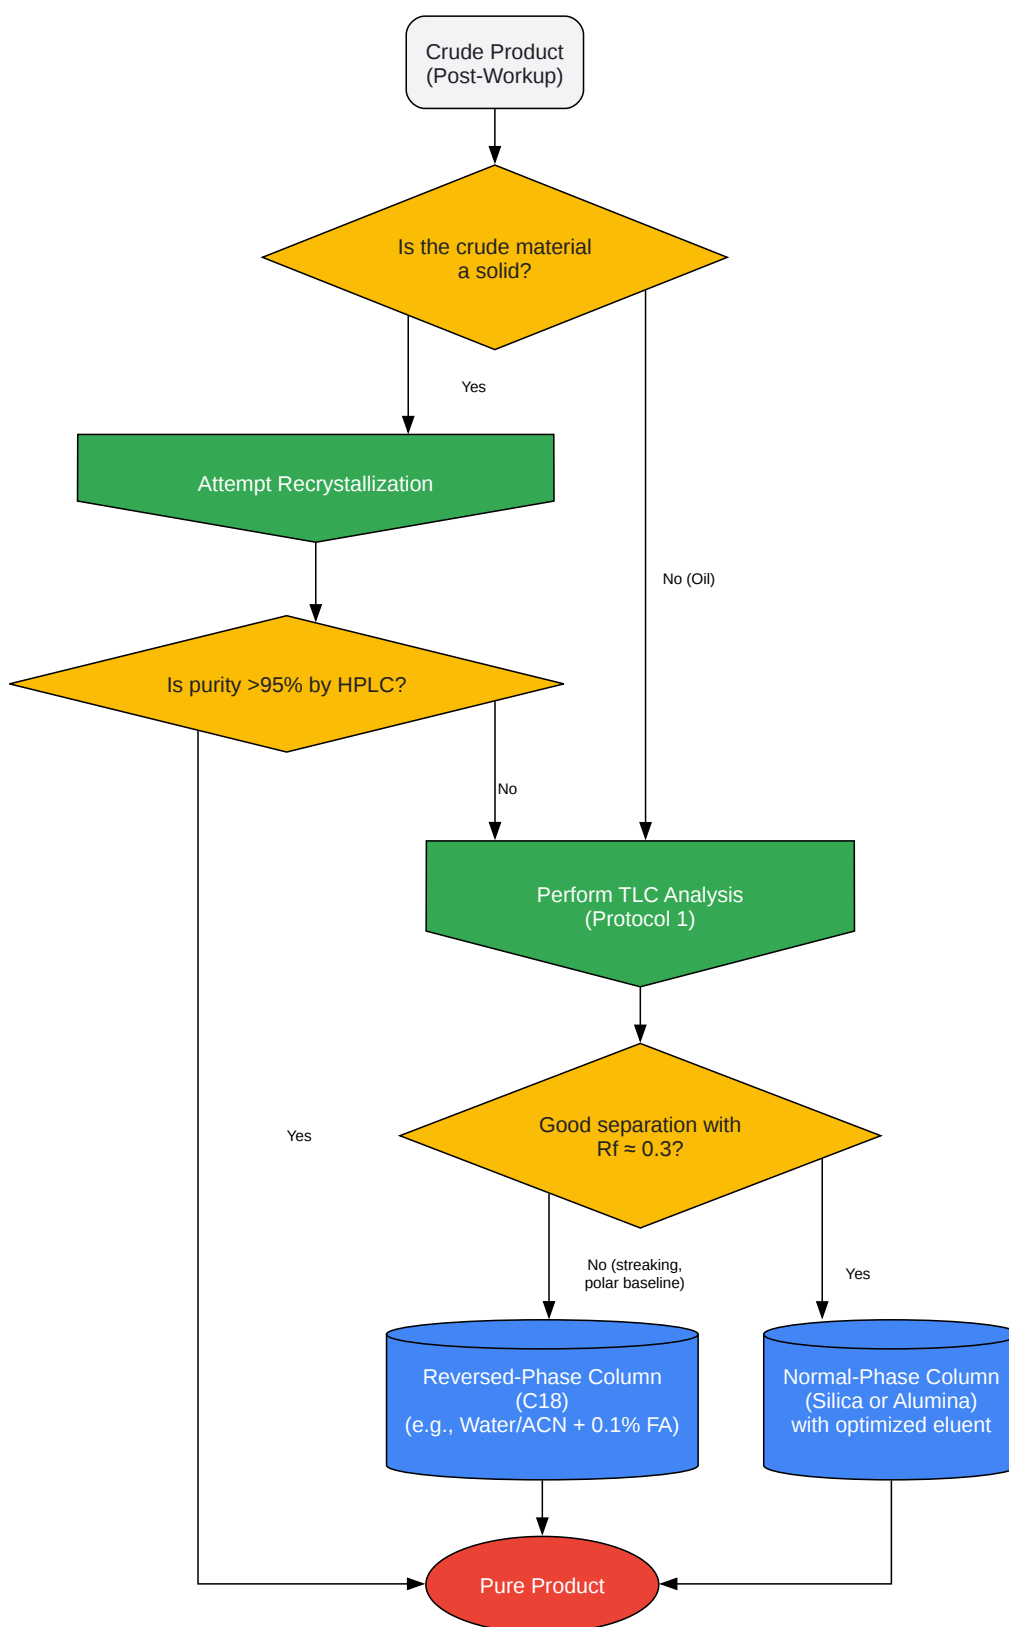 Crude Product
(Post-Workup)
Is the crude material
a solid?
Yes
Attempt Recrystallization
No (Oil)
Is purity >95% by HPLC?
No
Perform TLC Analysis
(Protocol 1)
Yes
Good separation with
Rf ≈ 0.3?
No (streaking,
polar baseline)
Yes
Reversed-Phase Column
(C18)
(e.g., Water/ACN + 0.1% FA)
Normal-Phase Column
(Silica or Alumina)
with optimized eluent
Pure Product